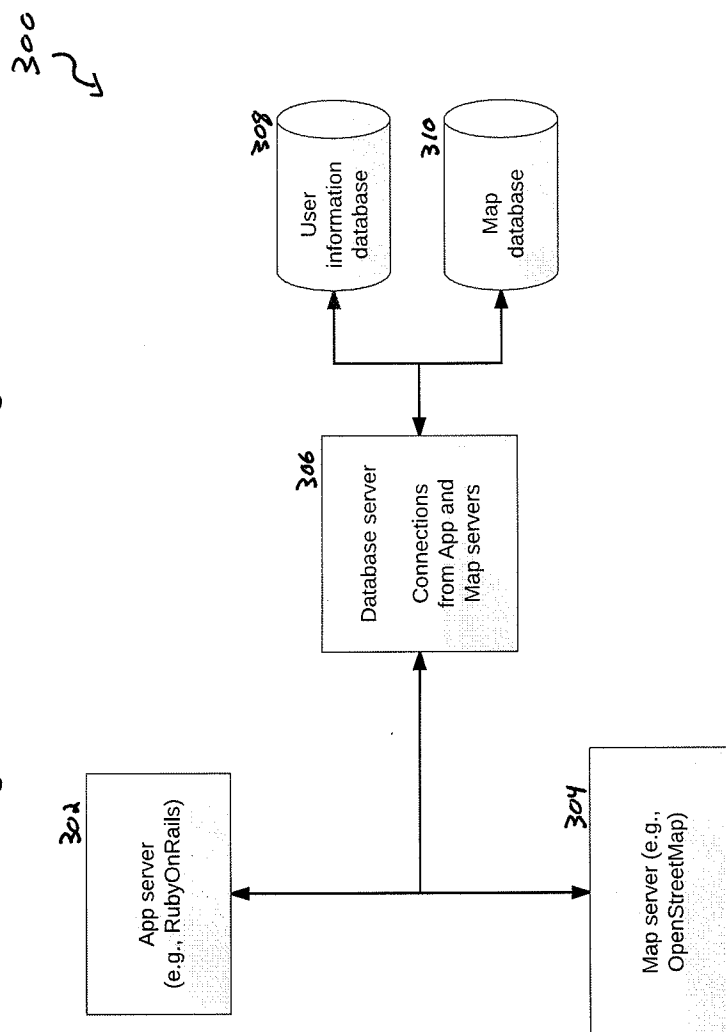 300
302
App server
(e.g., RubyOnRails)
304
Map server (e.g.,
OpenStreetMap)
306
Database server
Connections
from App and
Map servers
308
User
information
database
310
Map
database